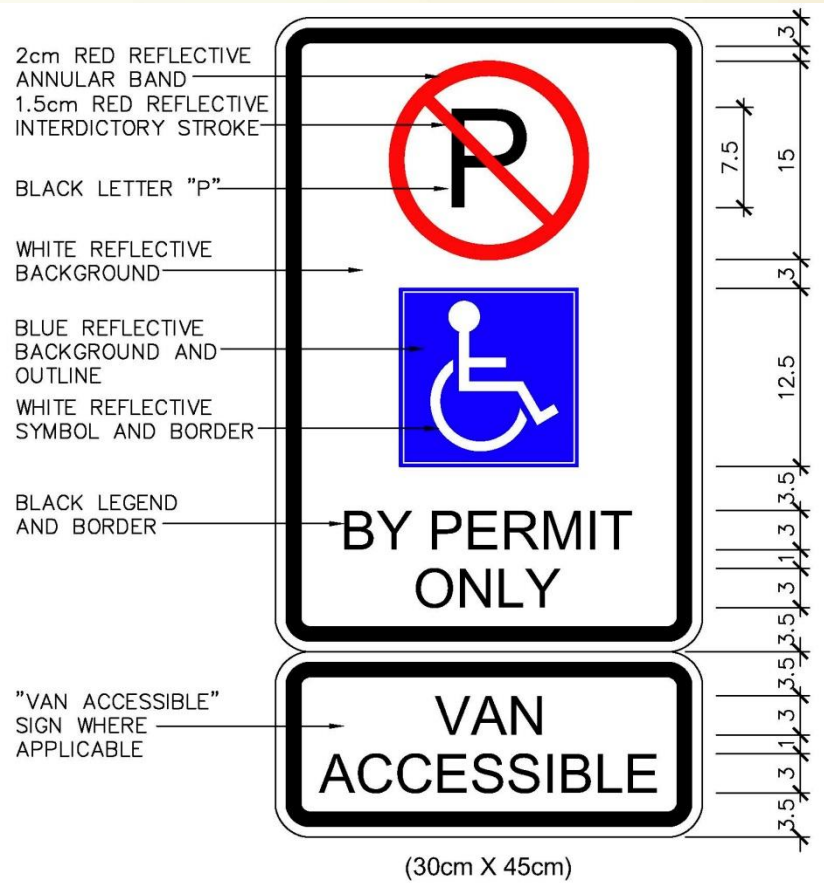 2cm RED REFLECTIVE
ANNULAR BAND
1.5cm RED REFLECTIVE
INTERDICTORY STROKE
BLACK LETTER "P"
WHITE REFLECTIVE
BACKGROUND
BLUE REFLECTIVE
BACKGROUND AND
OUTLINE
WHITE REFLECTIVE
SYMBOL AND BORDER
BLACK LEGEND
AND BORDER
"VAN ACCESSIBLE"
SIGN WHERE
APPLICABLE
P
BY PERMIT
ONLY
VAN
ACCESSIBLE
(30cm X 45cm)
7.5
3
15
3
12.5
3.5
3
1
3
3.5
3.5
3
1
3
3.5